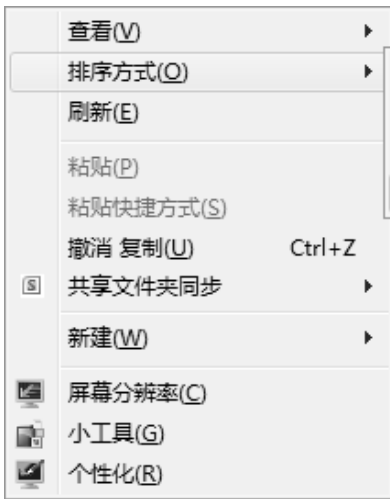 查看(V)
排序方式(O)
刷新(E)
粘贴(P)
粘贴快捷方式(S)
撤消 复制(U) Ctrl+Z
S 共享文件夹同步
新建(W)
屏幕分辨率(C)
小工具(G)
个性化(R)